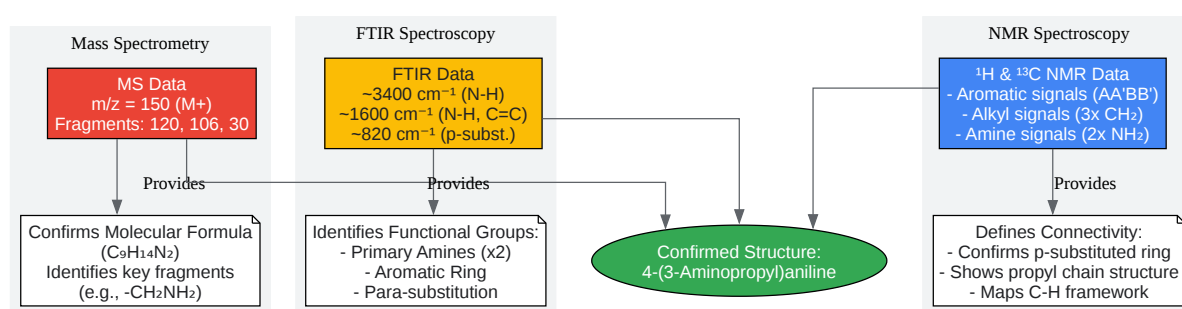 Mass Spectrometry
MS Data
m/z = 150 (M+)
Fragments: 120, 106, 30
Provides
Confirms Molecular Formula
(C₉H₁₄N₂)
Identifies key fragments
(e.g., -CH₂NH₂)
FTIR Spectroscopy
FTIR Data
~3400 cm⁻¹ (N-H)
~1600 cm⁻¹ (N-H, C=C)
~820 cm⁻¹ (p-subst.)
Provides
Identifies Functional Groups:
- Primary Amines (x2)
- Aromatic Ring
- Para-substitution
Confirmed Structure:
4-(3-Aminopropyl)aniline
NMR Spectroscopy
¹H & ¹³C NMR Data
- Aromatic signals (AA'BB')
- Alkyl signals (3x CH₂)
- Amine signals (2x NH₂)
Provides
Defines Connectivity:
- Confirms p-substituted ring
- Shows propyl chain structure
- Maps C-H framework